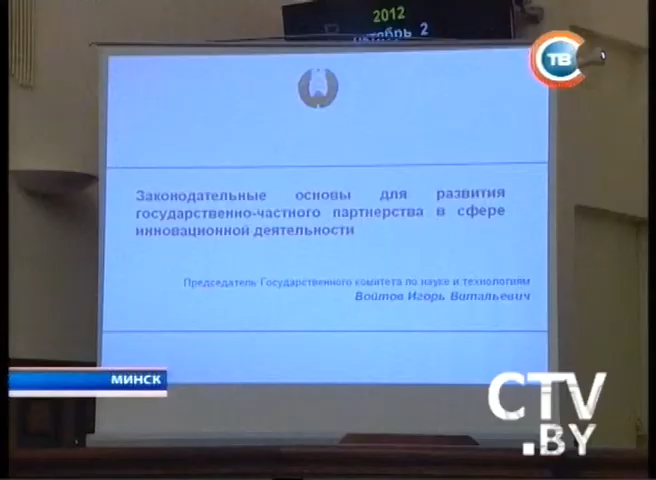 2012
октябрь 2
СТВ
Законодательные основы для развития
государственно-частного партнерства в сфере
инновационной деятельности
Председатель Государственного комитета по науке и технологиям
Войтов Игорь Витальевич
МИНСК
CTV
.BY